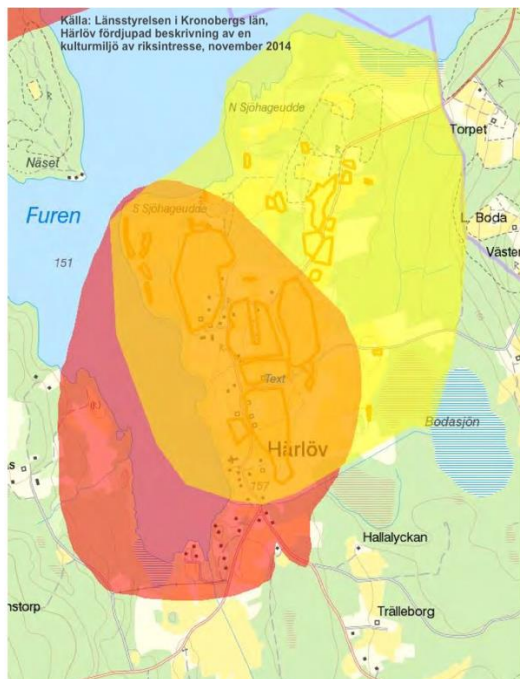 Källa: Länsstyrelsen i Kronobergs län,
Härlöv fördjupad beskrivning av en
kulturmiljö av riksintresse, november 2014
N Sjöhageudde
Torpet
Näset
S Sjöhageudde
Furen
L. Boda
151
Väster
Text
Bodasjön
Härlöv
157
Hallalyckan
nstorp
Trälleborg